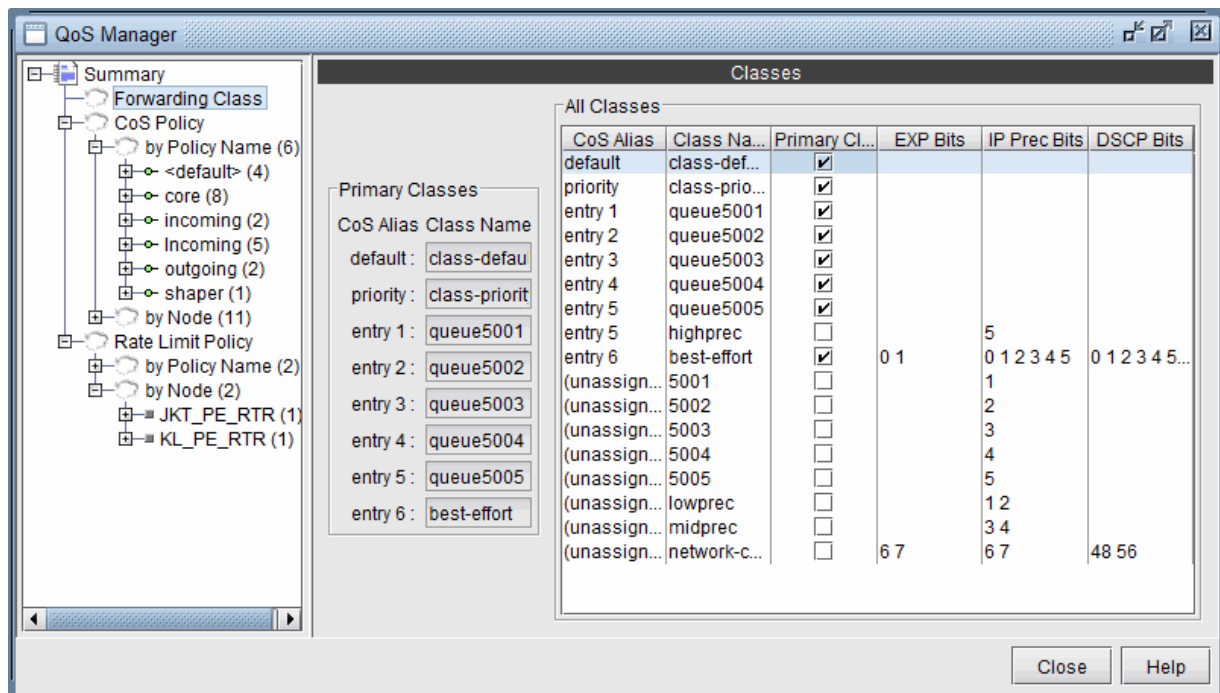 QoS Manager
Summary
Forwarding Class
CoS Policy
by Policy Name (6)
<default> (4)
core (8)
incoming (2)
Incoming (5)
outgoing (2)
shaper (1)
by Node (11)
Rate Limit Policy
by Policy Name (2)
by Node (2)
JKT_PE_RTR (1)
KL_PE_RTR (1)
Classes
Primary Classes
CoS Alias Class Name
default : class-defau
priority : class-priorit
entry 1 : queue5001
entry 2 : queue5002
entry 3 : queue5003
entry 4 : queue5004
entry 5 : queue5005
entry 6 : best-effort
All Classes
CoS Alias Class Na... Primary Cl... EXP Bits IP Prec Bits DSCP Bits
default class-def...
priority class-prio...
entry 1 queue5001
entry 2 queue5002
entry 3 queue5003
entry 4 queue5004
entry 5 queue5005
entry 5 highprec 5
entry 6 best-effort 0 1 0 1 2 3 4 5 0 1 2 3 4 5...
(unassign... 5001 1
(unassign... 5002 2
(unassign... 5003 3
(unassign... 5004 4
(unassign... 5005 5
(unassign... lowprec 1 2
(unassign... midprec 3 4
(unassign... network-c... 6 7 6 7 48 56
Close Help